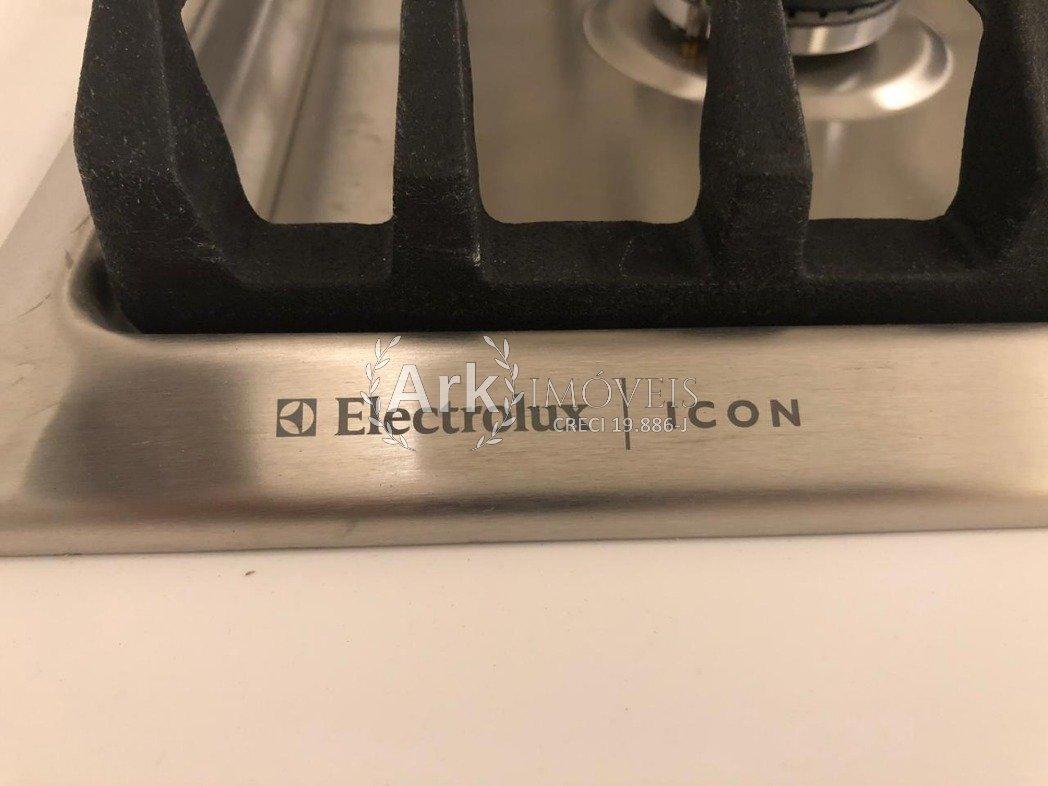 Electrolux | ICON
Ark IMÓVEIS
CRECI 19.886-J